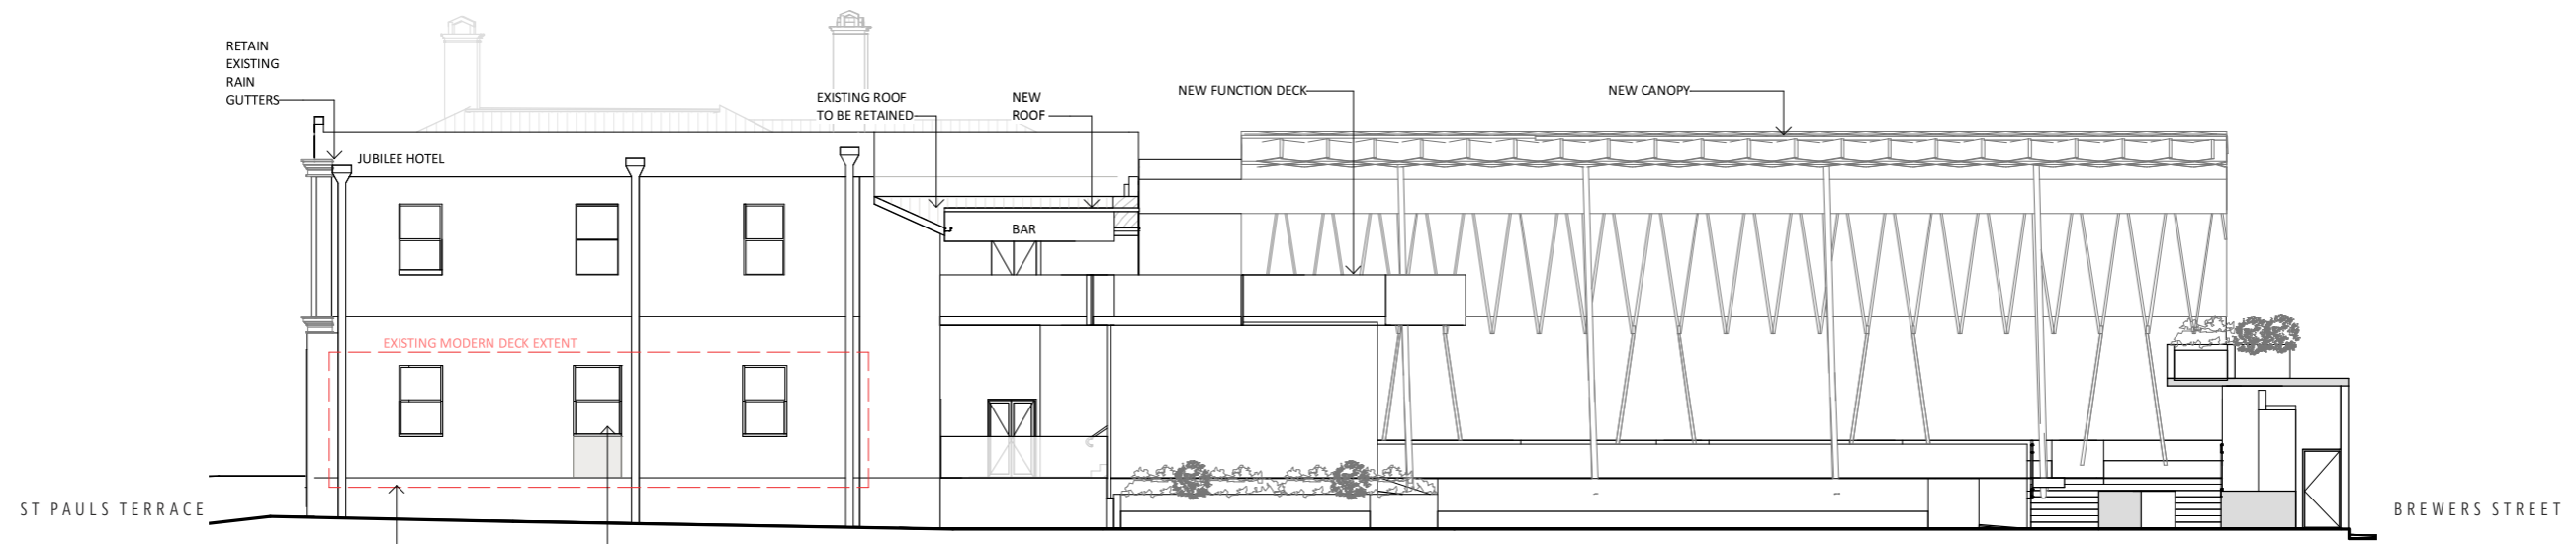 RETAIN
EXISTING
RAIN
GUTTERS
JUBILEE HOTEL
EXISTING ROOF
TO BE RETAINED
NEW
ROOF
BAR
NEW FUNCTION DECK
NEW CANOPY
EXISTING MODERN DECK EXTENT
ST PAULS TERRACE
BREWERS STREET